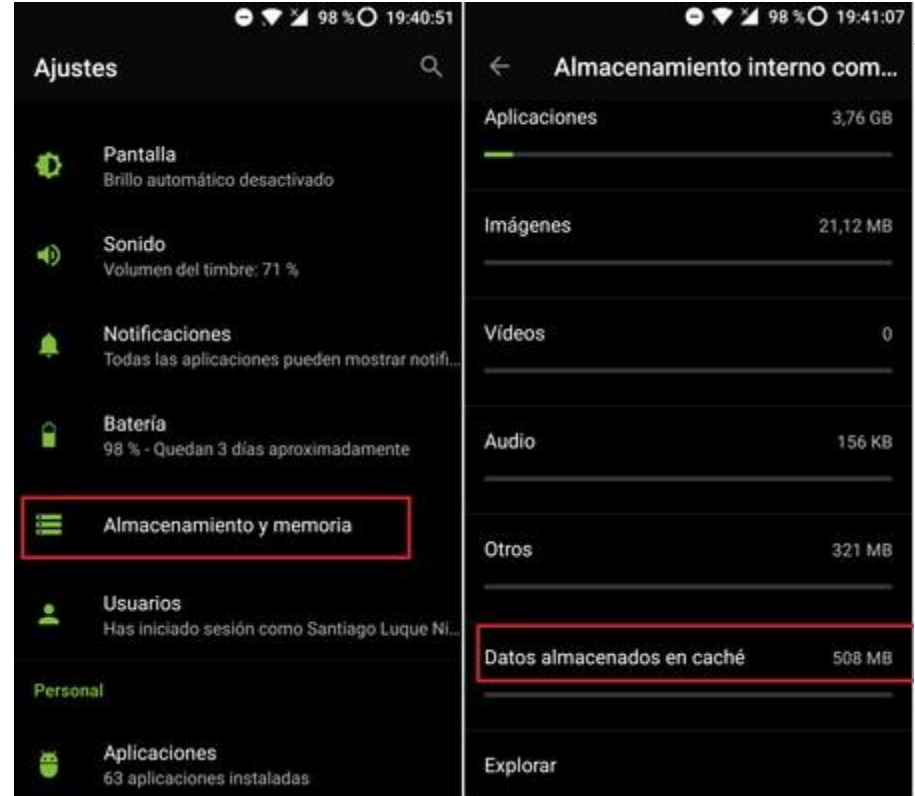 98 % 19:40:51
Ajustes
Pantalla
Brillo automático desactivado
Sonido
Volumen del timbre: 71 %
Notificaciones
Todas las aplicaciones pueden mostrar notifi...
Batería
98 % - Quedan 3 días aproximadamente
Almacenamiento y memoria
Usuarios
Has iniciado sesión como Santiago Luque Ni...
Personal
Aplicaciones
63 aplicaciones instaladas
98 % 19:41:07
Almacenamiento interno com...
Aplicaciones 3,76 GB
Imágenes 21,12 MB
Vídeos 0
Audio 156 KB
Otros 321 MB
Datos almacenados en caché 508 MB
Explorar